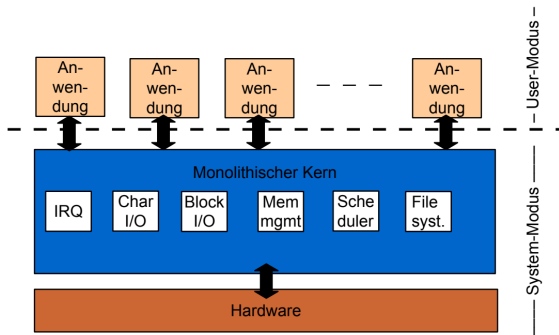 An-
wen-
dung
An-
wen-
dung
An-
wen-
dung
An-
wen-
dung
User-Modus
Monolithischer Kern
IRQ
Char
I/O
Block
I/O
Mem
mgmt
Sche
duler
File
syst.
System-Modus
Hardware